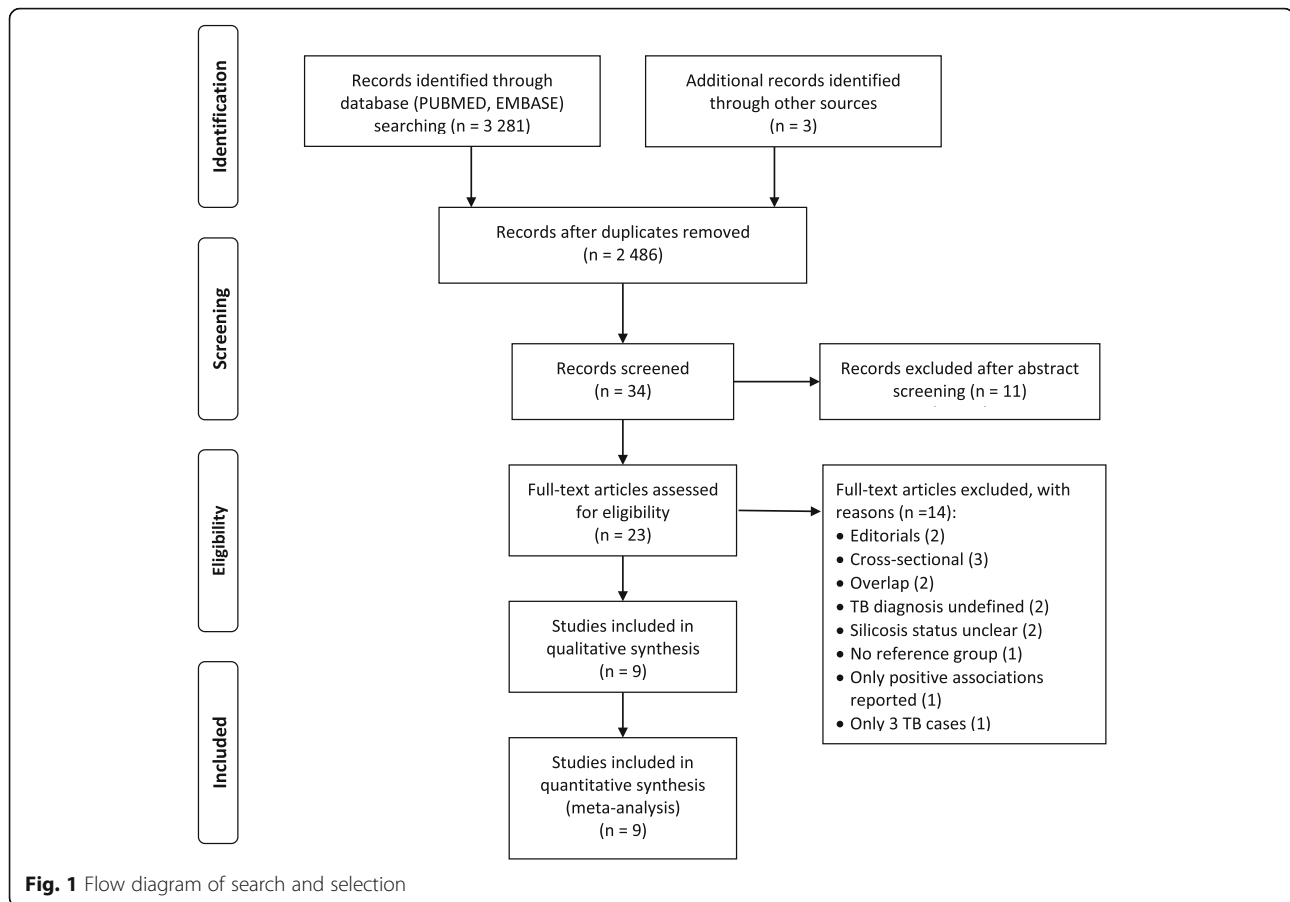 Identification
Records identified through
database (PUBMED, EMBASE)
searching (n = 3 281)
Additional records identified
through other sources
(n = 3)
Records after duplicates removed
(n = 2 486)
Screening
Records screened
(n = 34)
Records excluded after abstract
screening (n = 11)
Eligibility
Full-text articles assessed
for eligibility
(n = 23)
Full-text articles excluded, with
reasons (n =14):
• Editorials (2)
• Cross-sectional (3)
• Overlap (2)
• TB diagnosis undefined (2)
• Silicosis status unclear (2)
• No reference group (1)
• Only positive associations
reported (1)
• Only 3 TB cases (1)
Studies included in
qualitative synthesis
(n = 9)
Included
Studies included in
quantitative synthesis
(meta-analysis)
(n = 9)
Fig. 1 Flow diagram of search and selection